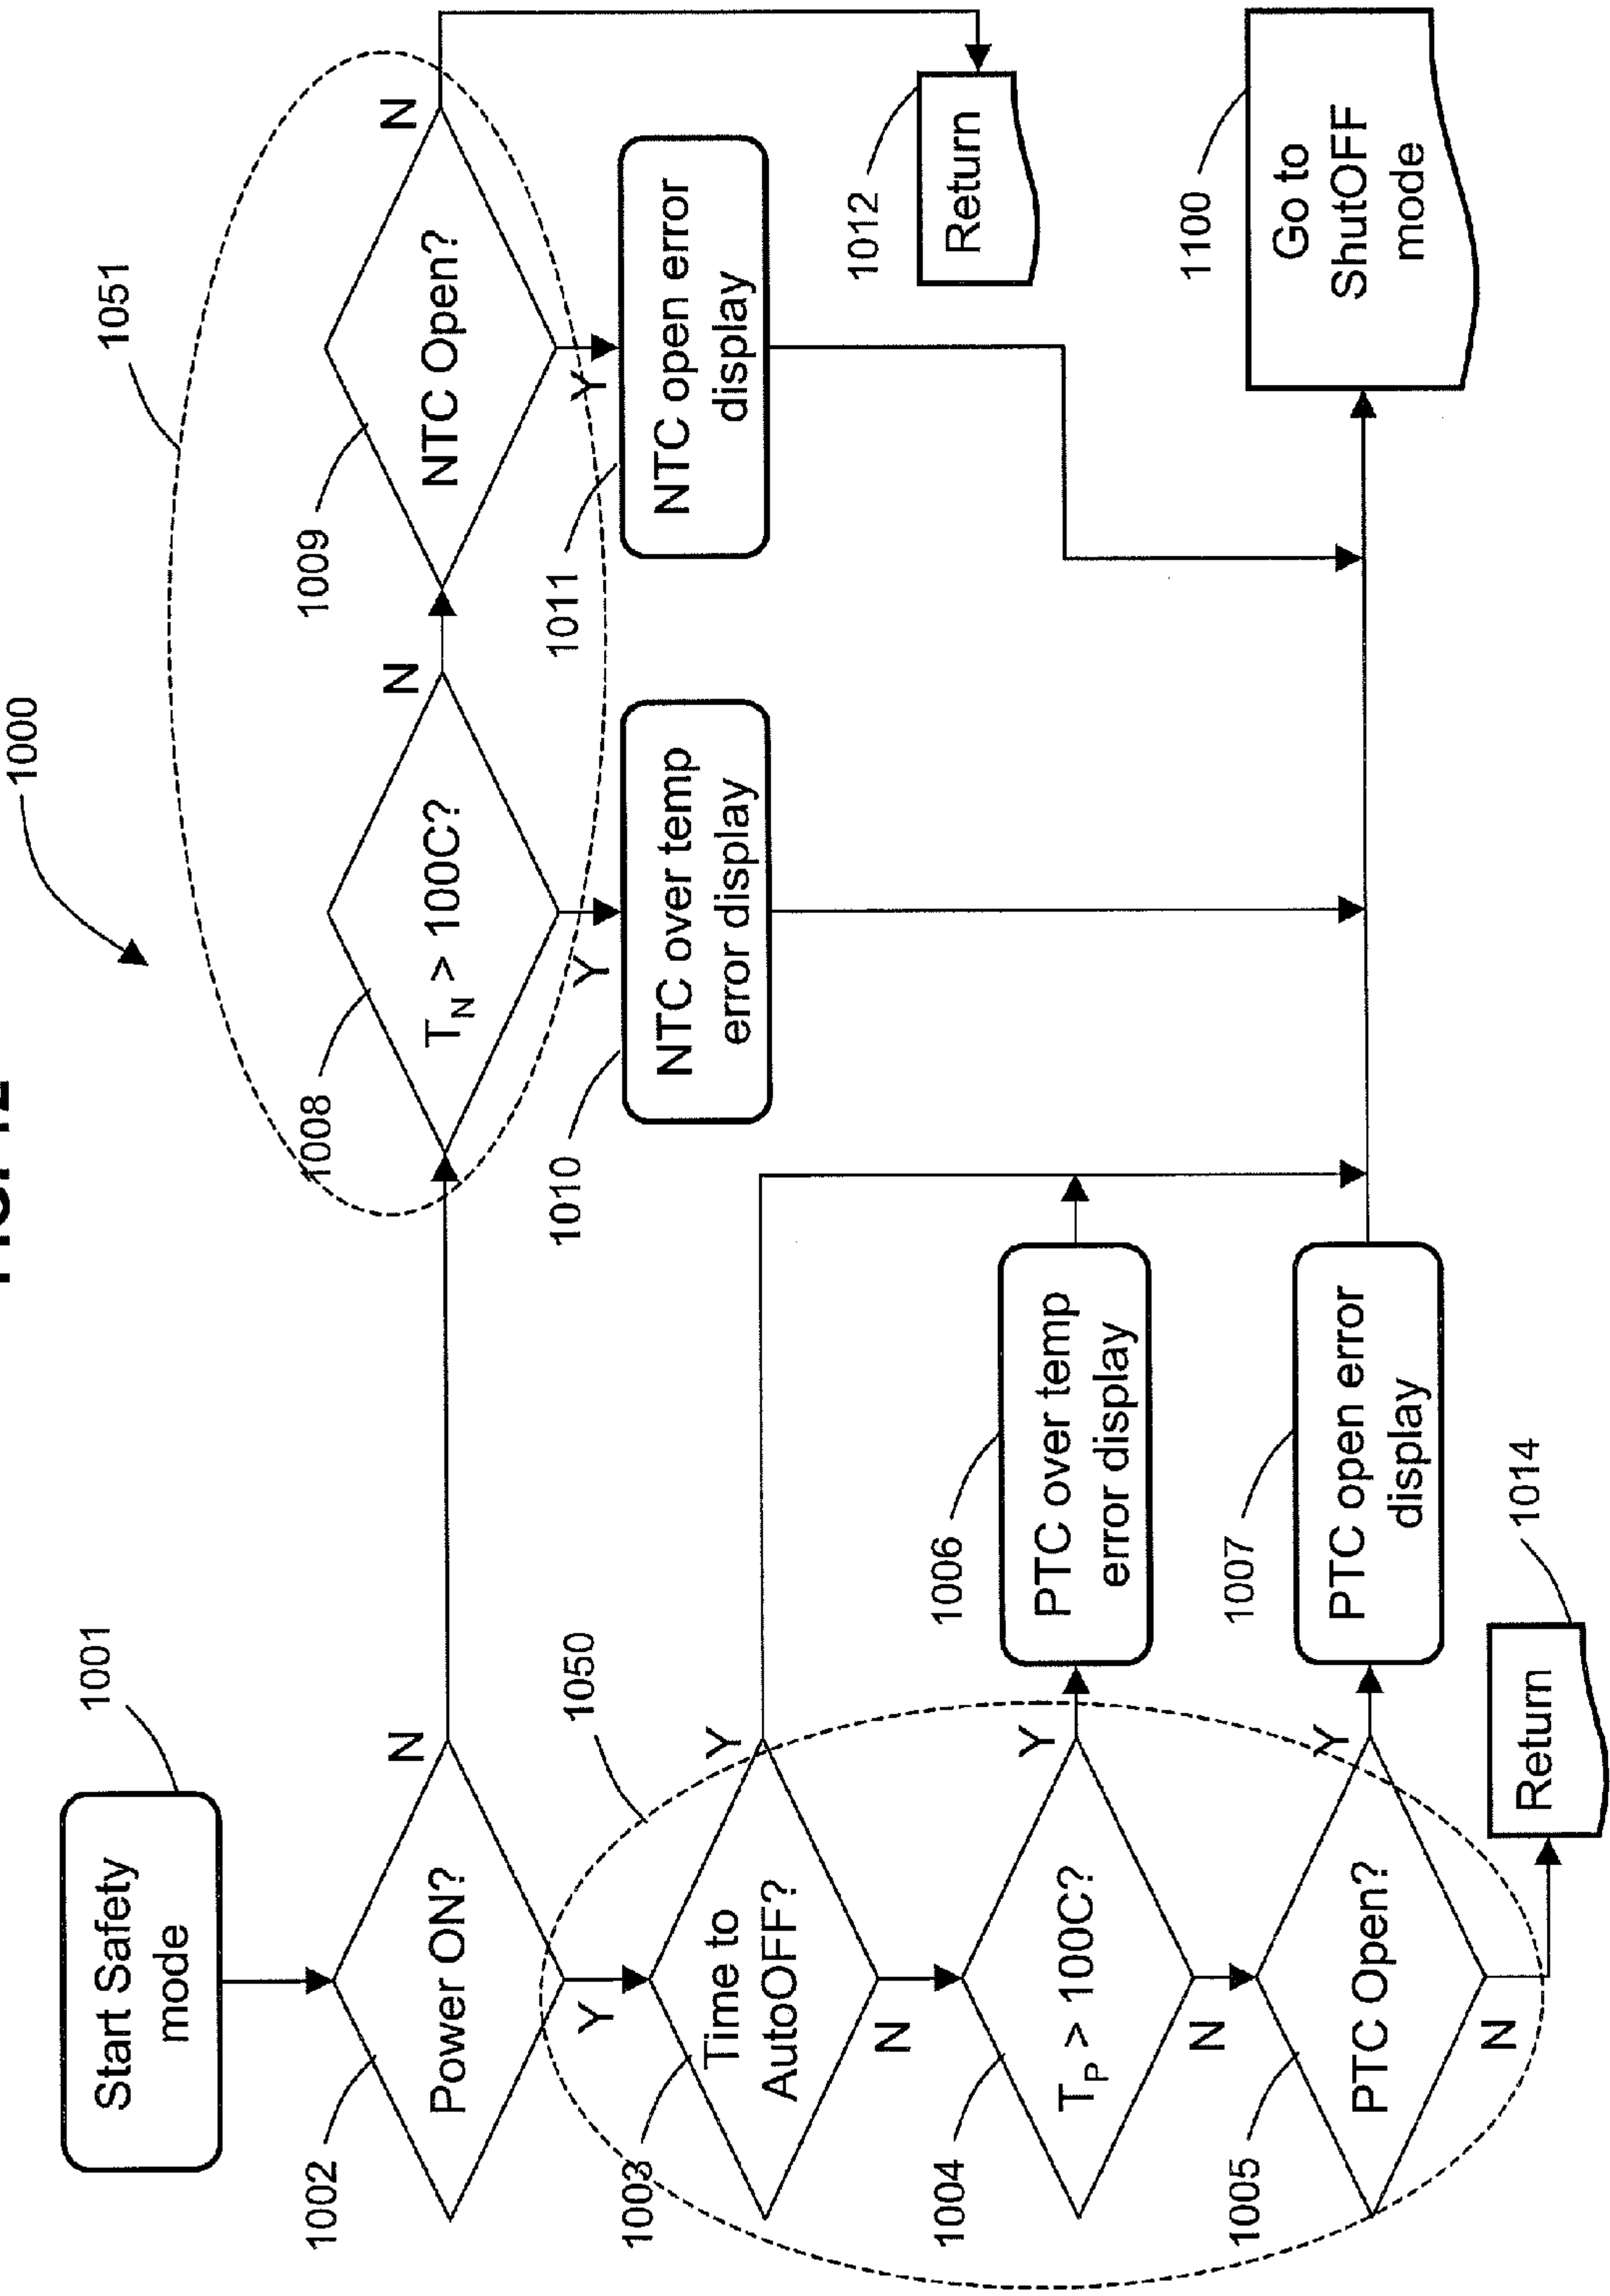 1000
Start Safety
mode
1001
1002
Power ON?
N
Y
1050
1003
Time to
AutoOFF?
Y
N
1004
T_P > 100C?
Y
N
1005
PTC Open?
Y
N
1006
PTC over temp
error display
1007
PTC open error
display
Return
1014
1051
1008
T_N > 100C?
N
Y
1009
NTC Open?
N
Y
1010
NTC over temp
error display
1011
NTC open error
display
1012
Return
1100
Go to
ShutOFF
mode